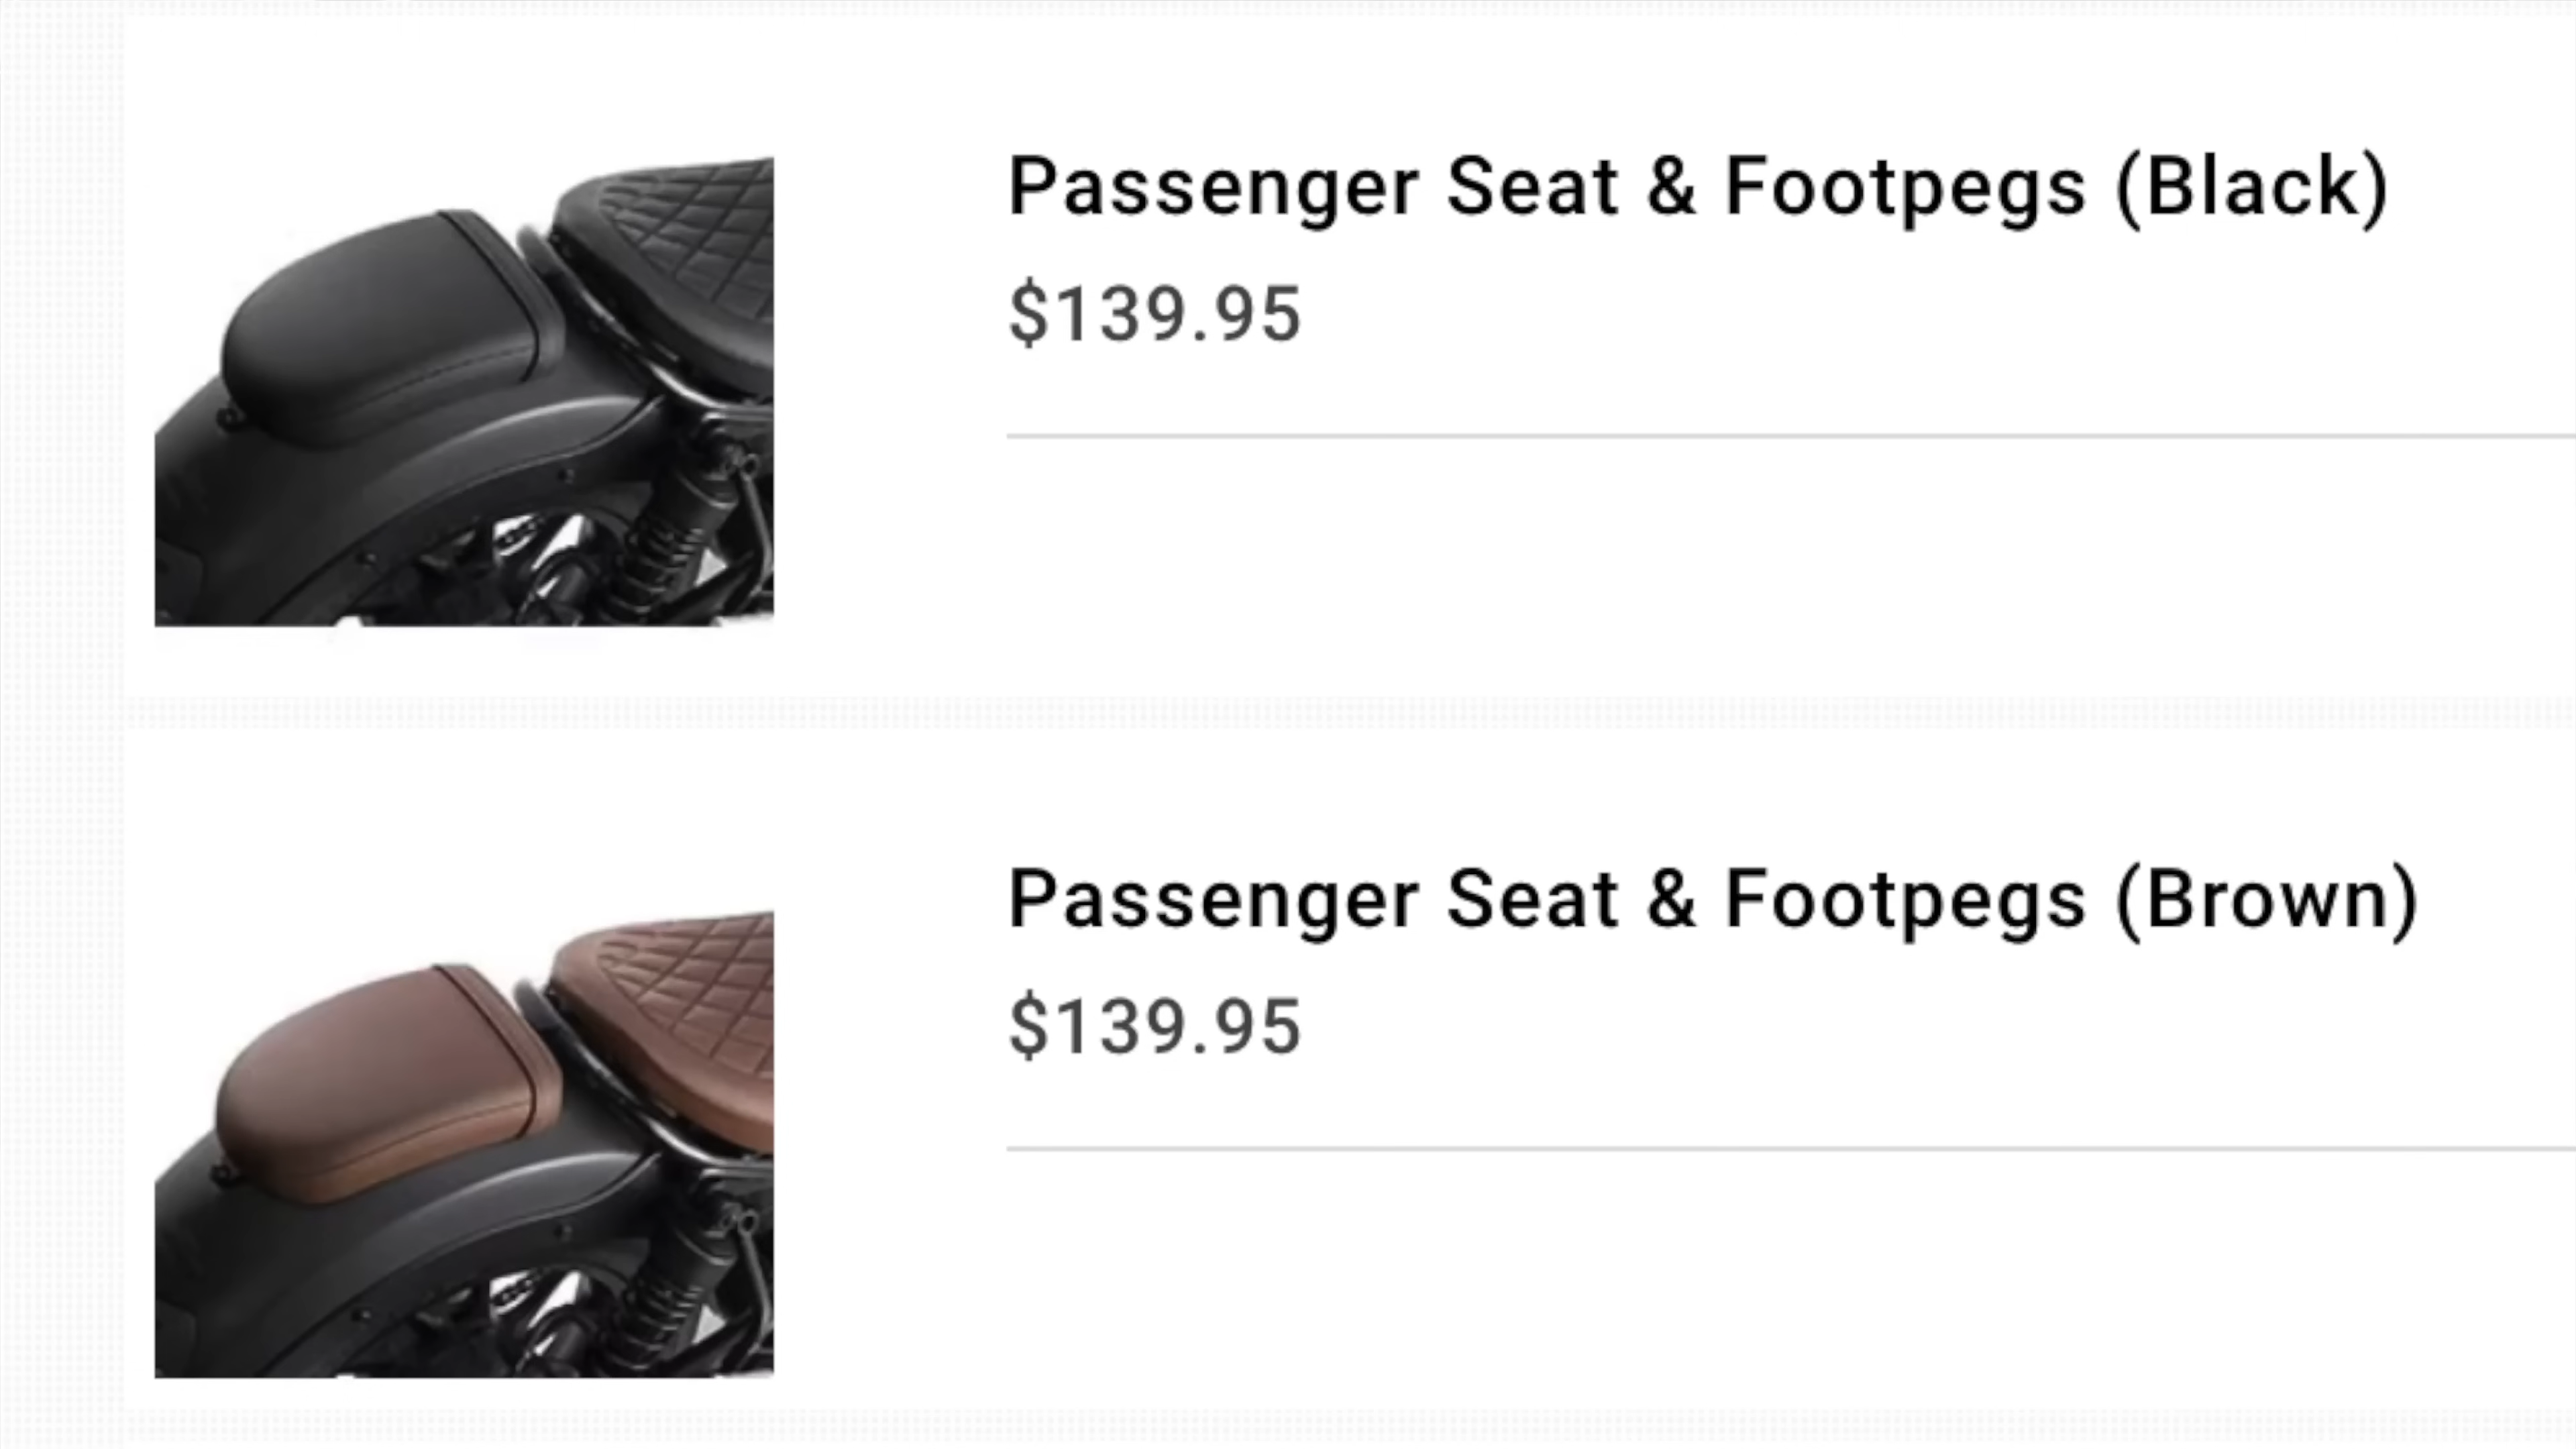 Passenger Seat & Footpegs (Black)
$139.95
Passenger Seat & Footpegs (Brown)
$139.95